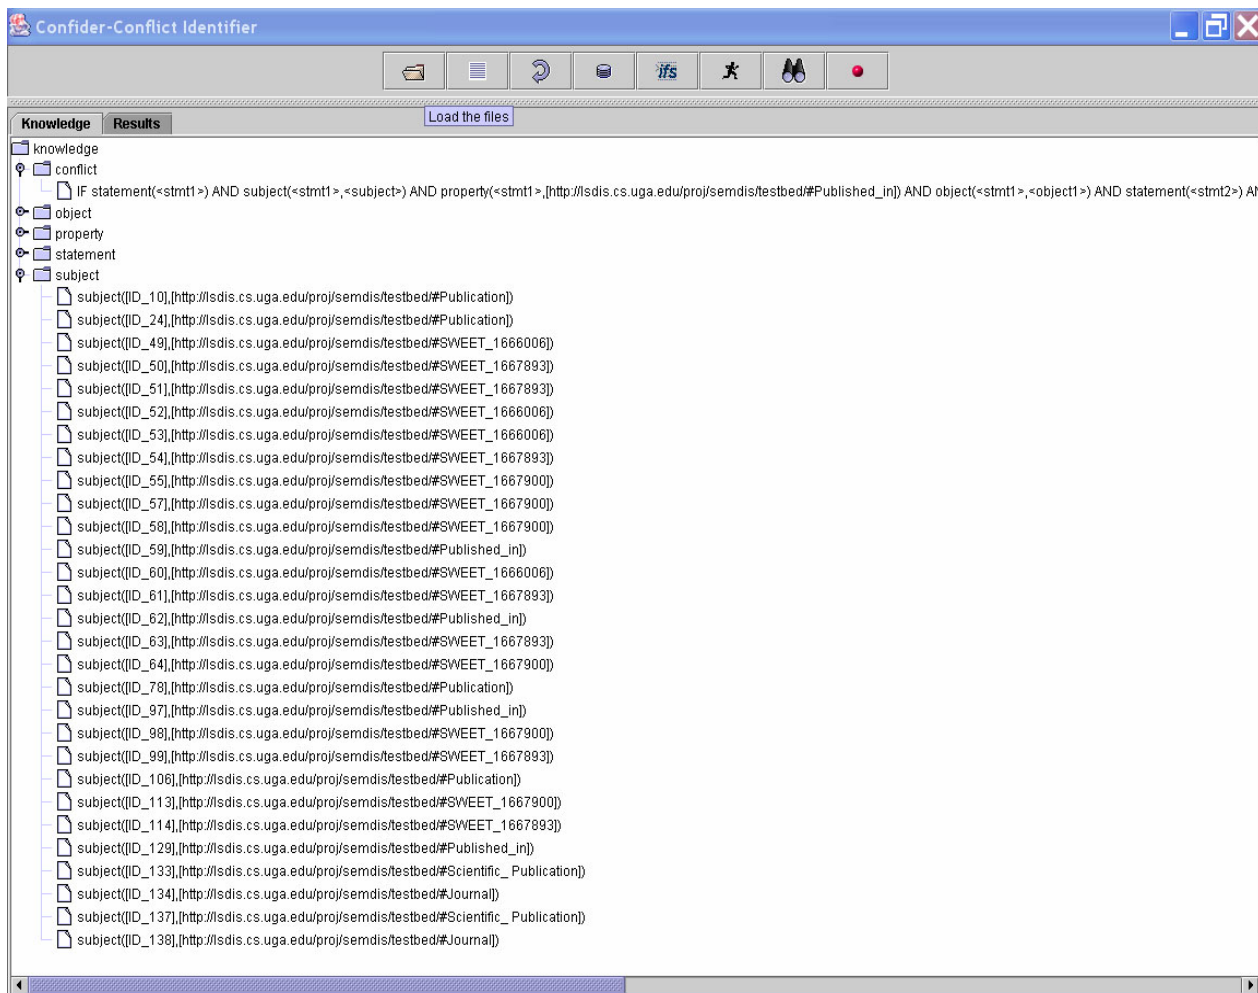 Confider-Conflict Identifier
ifs
Load the files
Knowledge Results
knowledge
conflict
IF statement(<stmt1>) AND subject(<stmt1>,<subject>) AND property(<stmt1>,[http://lsdis.cs.uga.edu/proj/semdis/testbed/#Published_in]) AND object(<stmt1>,<object1>) AND statement(<stmt2>) AN
object
property
statement
subject
subject([ID_10],[http://lsdis.cs.uga.edu/proj/semdis/testbed/#Publication])
subject([ID_24],[http://lsdis.cs.uga.edu/proj/semdis/testbed/#Publication])
subject([ID_49],[http://lsdis.cs.uga.edu/proj/semdis/testbed/#SWEET_1666006])
subject([ID_50],[http://lsdis.cs.uga.edu/proj/semdis/testbed/#SWEET_1667893])
subject([ID_51],[http://lsdis.cs.uga.edu/proj/semdis/testbed/#SWEET_1667893])
subject([ID_52],[http://lsdis.cs.uga.edu/proj/semdis/testbed/#SWEET_1666006])
subject([ID_53],[http://lsdis.cs.uga.edu/proj/semdis/testbed/#SWEET_1666006])
subject([ID_54],[http://lsdis.cs.uga.edu/proj/semdis/testbed/#SWEET_1667893])
subject([ID_55],[http://lsdis.cs.uga.edu/proj/semdis/testbed/#SWEET_1667900])
subject([ID_57],[http://lsdis.cs.uga.edu/proj/semdis/testbed/#SWEET_1667900])
subject([ID_58],[http://lsdis.cs.uga.edu/proj/semdis/testbed/#SWEET_1667900])
subject([ID_59],[http://lsdis.cs.uga.edu/proj/semdis/testbed/#Published_in])
subject([ID_60],[http://lsdis.cs.uga.edu/proj/semdis/testbed/#SWEET_1666006])
subject([ID_61],[http://lsdis.cs.uga.edu/proj/semdis/testbed/#SWEET_1667893])
subject([ID_62],[http://lsdis.cs.uga.edu/proj/semdis/testbed/#Published_in])
subject([ID_63],[http://lsdis.cs.uga.edu/proj/semdis/testbed/#SWEET_1667893])
subject([ID_64],[http://lsdis.cs.uga.edu/proj/semdis/testbed/#SWEET_1667900])
subject([ID_78],[http://lsdis.cs.uga.edu/proj/semdis/testbed/#Publication])
subject([ID_97],[http://lsdis.cs.uga.edu/proj/semdis/testbed/#Published_in])
subject([ID_98],[http://lsdis.cs.uga.edu/proj/semdis/testbed/#SWEET_1667900])
subject([ID_99],[http://lsdis.cs.uga.edu/proj/semdis/testbed/#SWEET_1667893])
subject([ID_106],[http://lsdis.cs.uga.edu/proj/semdis/testbed/#Publication])
subject([ID_113],[http://lsdis.cs.uga.edu/proj/semdis/testbed/#SWEET_1667900])
subject([ID_114],[http://lsdis.cs.uga.edu/proj/semdis/testbed/#SWEET_1667893])
subject([ID_129],[http://lsdis.cs.uga.edu/proj/semdis/testbed/#Published_in])
subject([ID_133],[http://lsdis.cs.uga.edu/proj/semdis/testbed/#Scientific_ Publication])
subject([ID_134],[http://lsdis.cs.uga.edu/proj/semdis/testbed/#Journal])
subject([ID_137],[http://lsdis.cs.uga.edu/proj/semdis/testbed/#Scientific_ Publication])
subject([ID_138],[http://lsdis.cs.uga.edu/proj/semdis/testbed/#Journal])